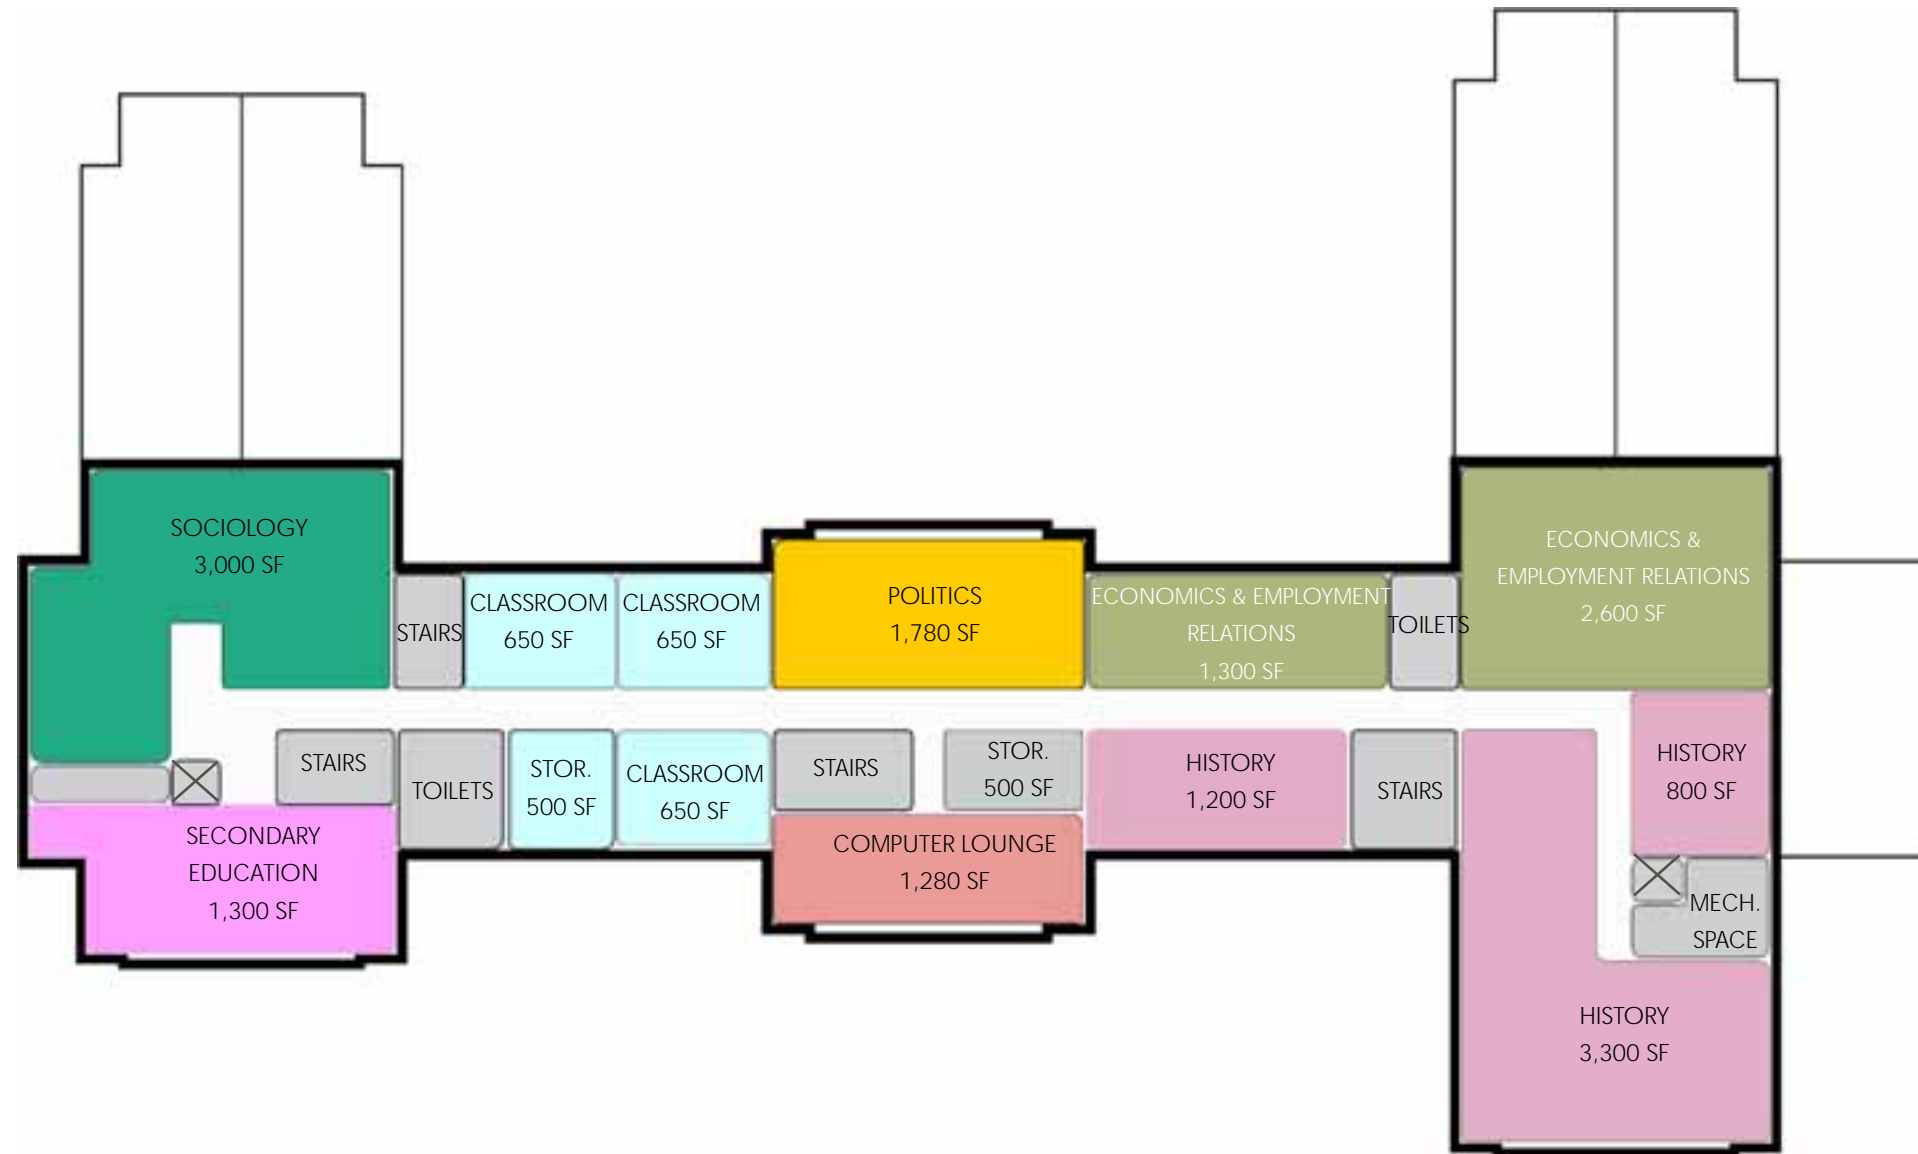 SOCIOLOGY
3,000 SF
STAIRS
CLASSROOM
650 SF
CLASSROOM
650 SF
POLITICS
1,780 SF
ECONOMICS & EMPLOYMENT
RELATIONS
1,300 SF
TOILETS
ECONOMICS &
EMPLOYMENT RELATIONS
2,600 SF
STAIRS
TOILETS
STOR.
500 SF
CLASSROOM
650 SF
STAIRS
STOR.
500 SF
HISTORY
1,200 SF
STAIRS
HISTORY
800 SF
SECONDARY
EDUCATION
1,300 SF
COMPUTER LOUNGE
1,280 SF
MECH.
SPACE
HISTORY
3,300 SF